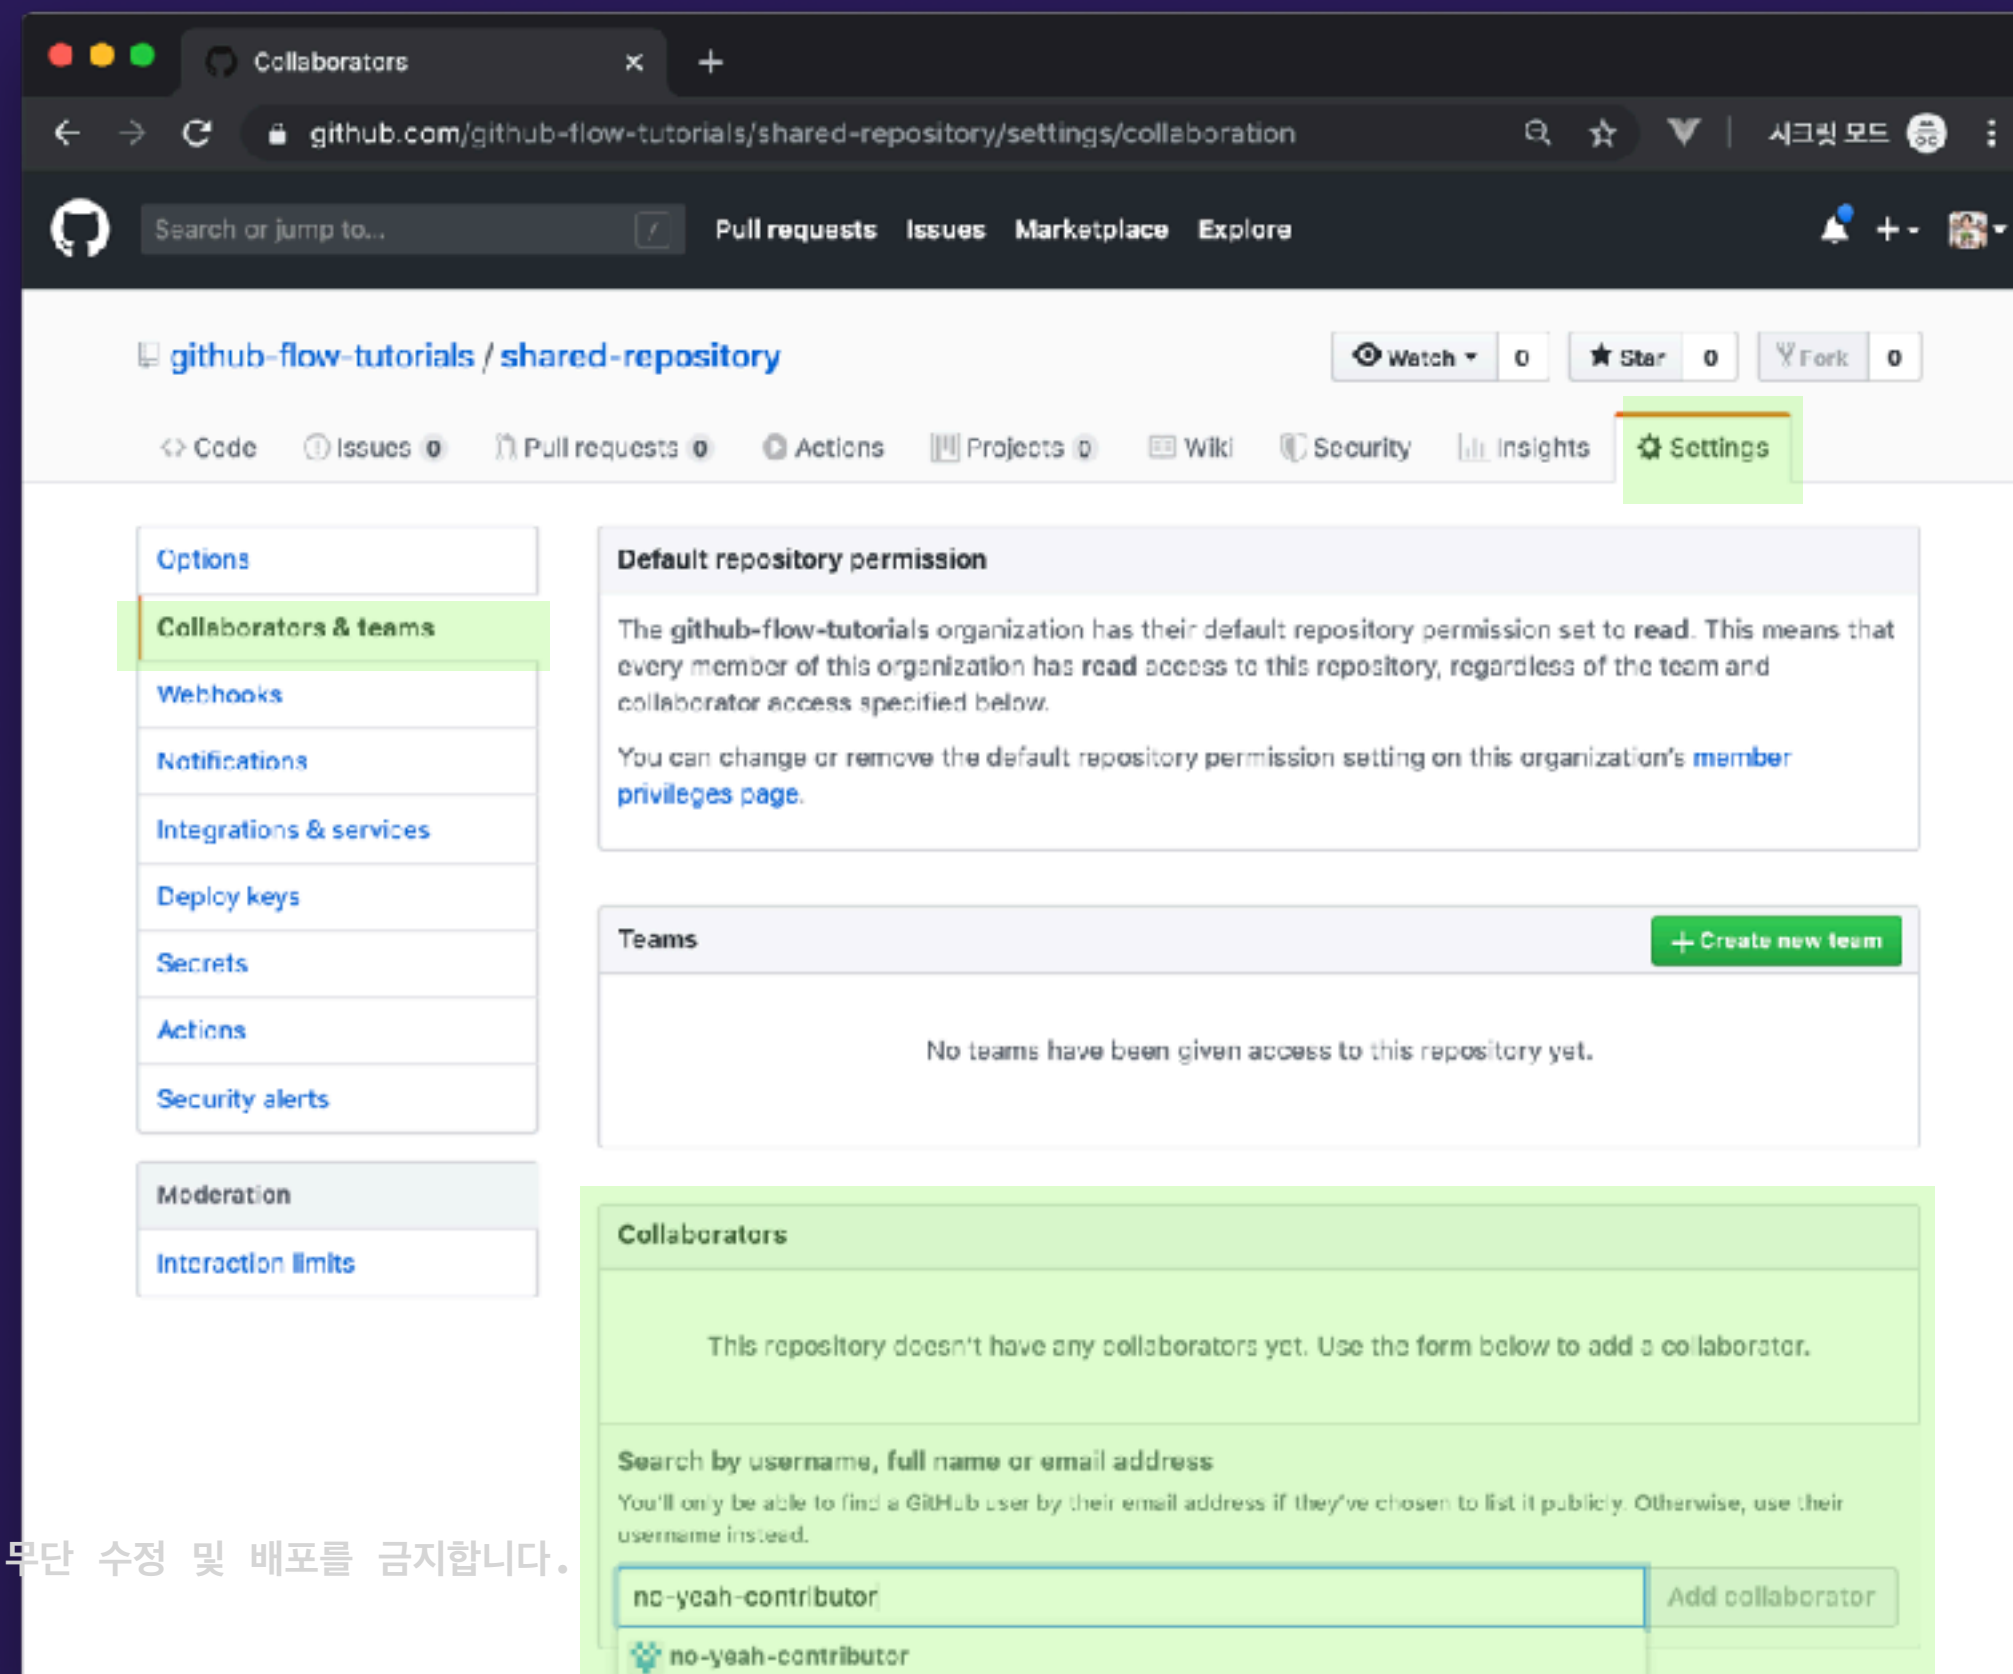 Collaborators
github.com/github-flow-tutorials/shared-repository/settings/collaboration
시크릿 모드
Search or jump to...
/
Pull requests Issues Marketplace Explore
github-flow-tutorials / shared-repository
Watch 0 Star 0 Fork 0
Code Issues 0 Pull requests 0 Actions Projects 0 Wiki Security Insights Settings
Options
Collaborators & teams
Webhooks
Notifications
Integrations & services
Deploy keys
Secrets
Actions
Security alerts
Moderation
Interaction limits
Default repository permission
The github-flow-tutorials organization has their default repository permission set to read. This means that
every member of this organization has read access to this repository, regardless of the team and
collaborator access specified below.
You can change or remove the default repository permission setting on this organization's member
privileges page.
Teams
+ Create new team
No teams have been given access to this repository yet.
Collaborators
This repository doesn't have any collaborators yet. Use the form below to add a collaborator.
Search by username, full name or email address
You'll only be able to find a GitHub user by their email address if they've chosen to list it publicly. Otherwise, use their
username instead.
무단 수정 및 배포를 금지합니다.
no-yeah-contributor
Add collaborator
no-yeah-contributor